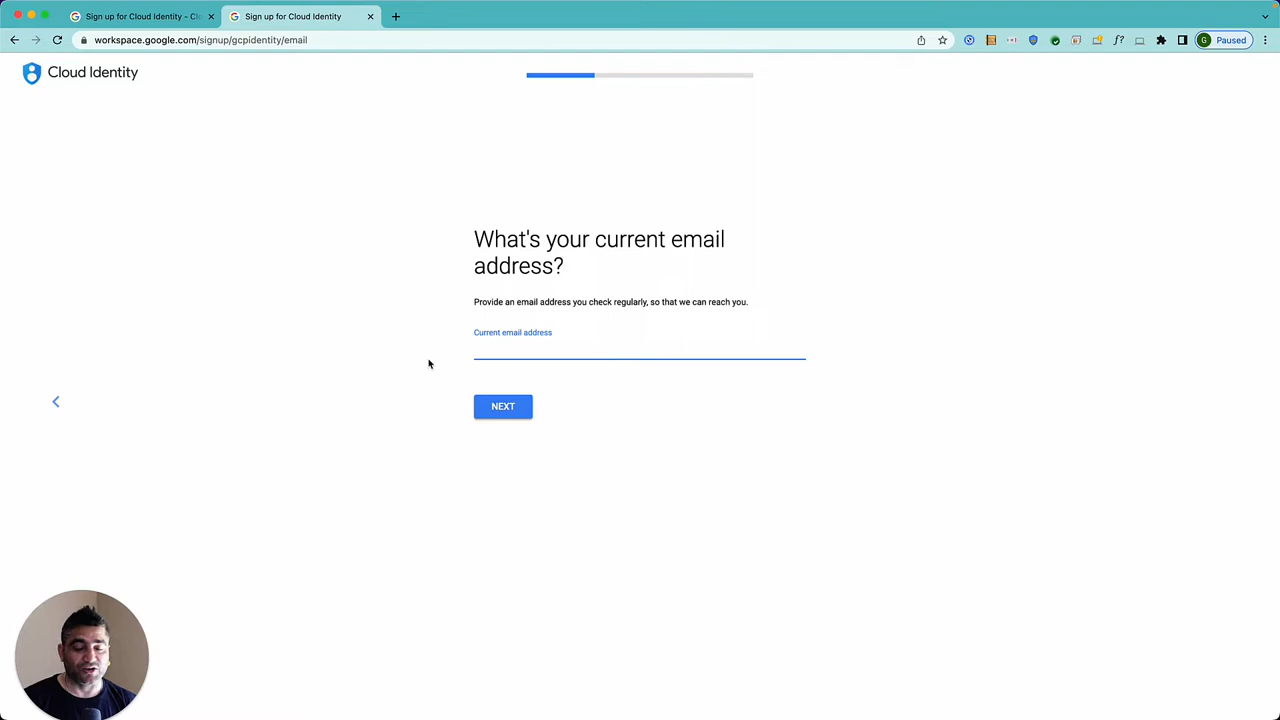 Sign up for Cloud Identity - Clo
Sign up for Cloud Identity
workspace.google.com/signup/gcpidentity/email
f?
G
Paused
Cloud Identity
What's your current email
address?
Provide an email address you check regularly, so that we can reach you.
Current email address
NEXT